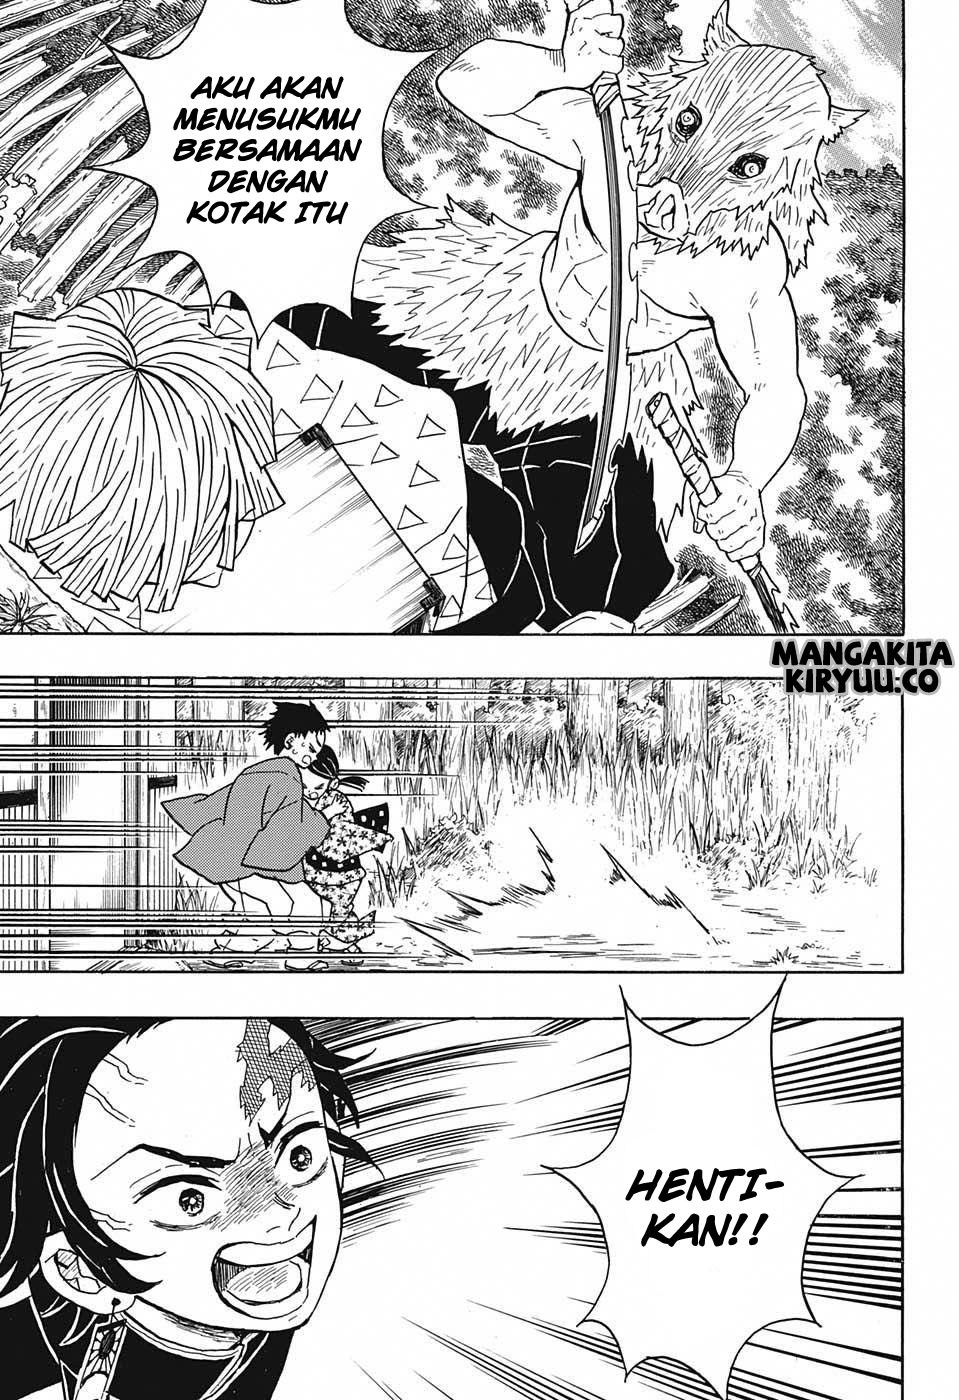 AKU AKAN
MENUSUKMU
BERSAMAAN
DENGAN
KOTAK ITU
MANGAKITA
KIRYUU.CO
HENTI-
KAN!!